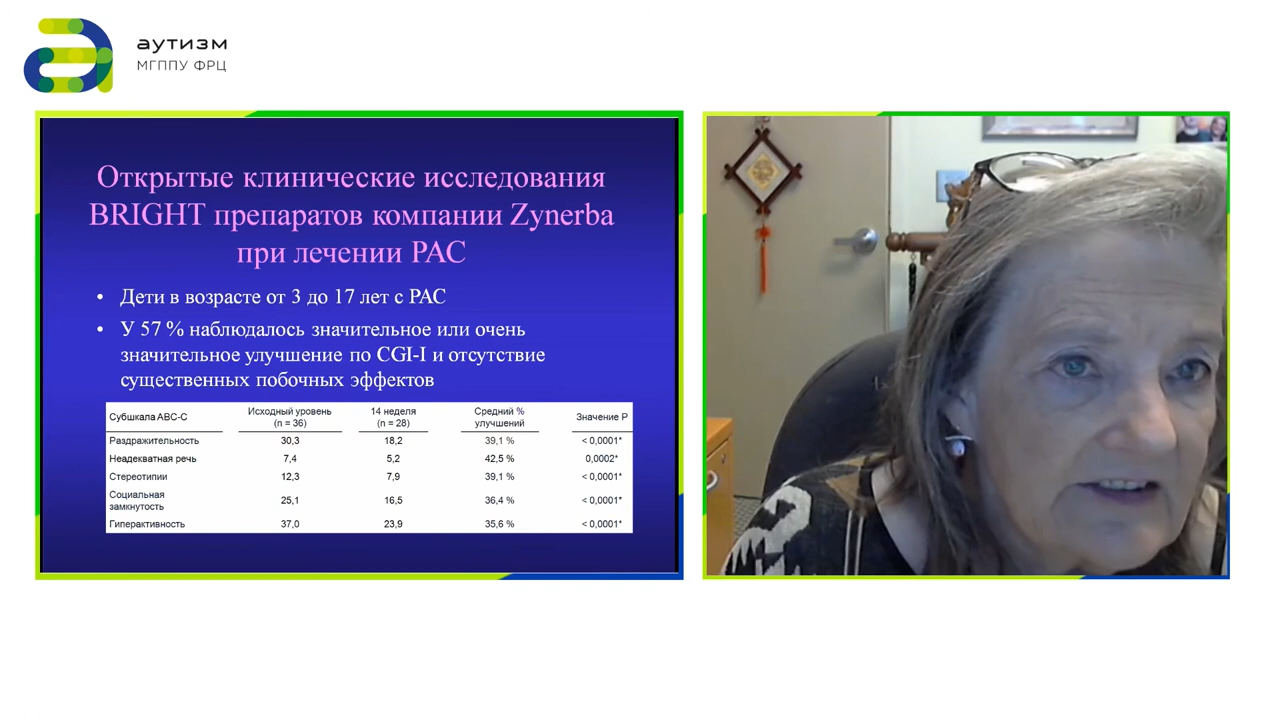 аутизм
МГППУ ФРЦ
Открытые клинические исследования
BRIGHT препаратов компании Zynerba
при лечении РАС
• Дети в возрасте от 3 до 17 лет с РАС
• У 57 % наблюдалось значительное или очень
значительное улучшение по CGI-I и отсутствие
существенных побочных эффектов
Субшкала ABC-C Исходный уровень (n = 36) 14 неделя (n = 28) Средний % улучшений Значение P
Раздражительность 30,3 18,2 39,1 % < 0,0001*
Неадекватная речь 7,4 5,2 42,5 % 0,0002*
Стереотипии 12,3 7,9 39,1 % < 0,0001*
Социальная замкнутость 25,1 16,5 36,4 % < 0,0001*
Гиперактивность 37,0 23,9 35,6 % < 0,0001*